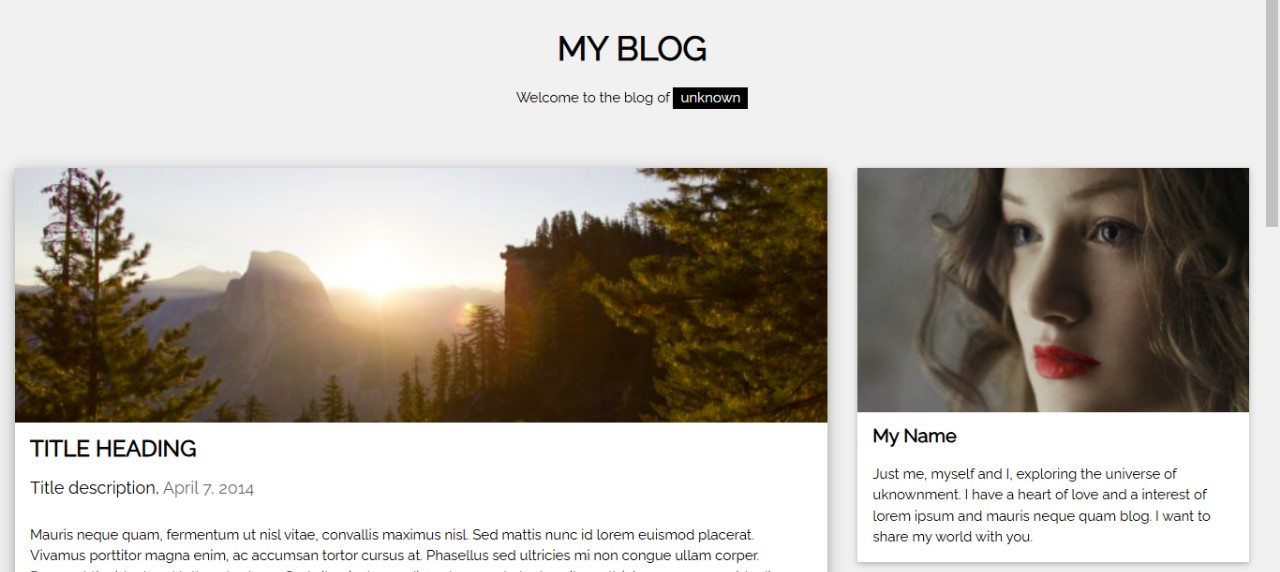 MY BLOG
Welcome to the blog of unknown
TITLE HEADING
Title description, April 7, 2014
Mauris neque quam, fermentum ut nisl vitae, convallis maximus nisl. Sed mattis nunc id lorem euismod placerat.
Vivamus porttitor magna enim, ac accumsan tortor cursus at. Phasellus sed ultricies mi non congue ullam corper.
My Name
Just me, myself and I, exploring the universe of
uknownment. I have a heart of love and a interest of
lorem ipsum and mauris neque quam blog. I want to
share my world with you.